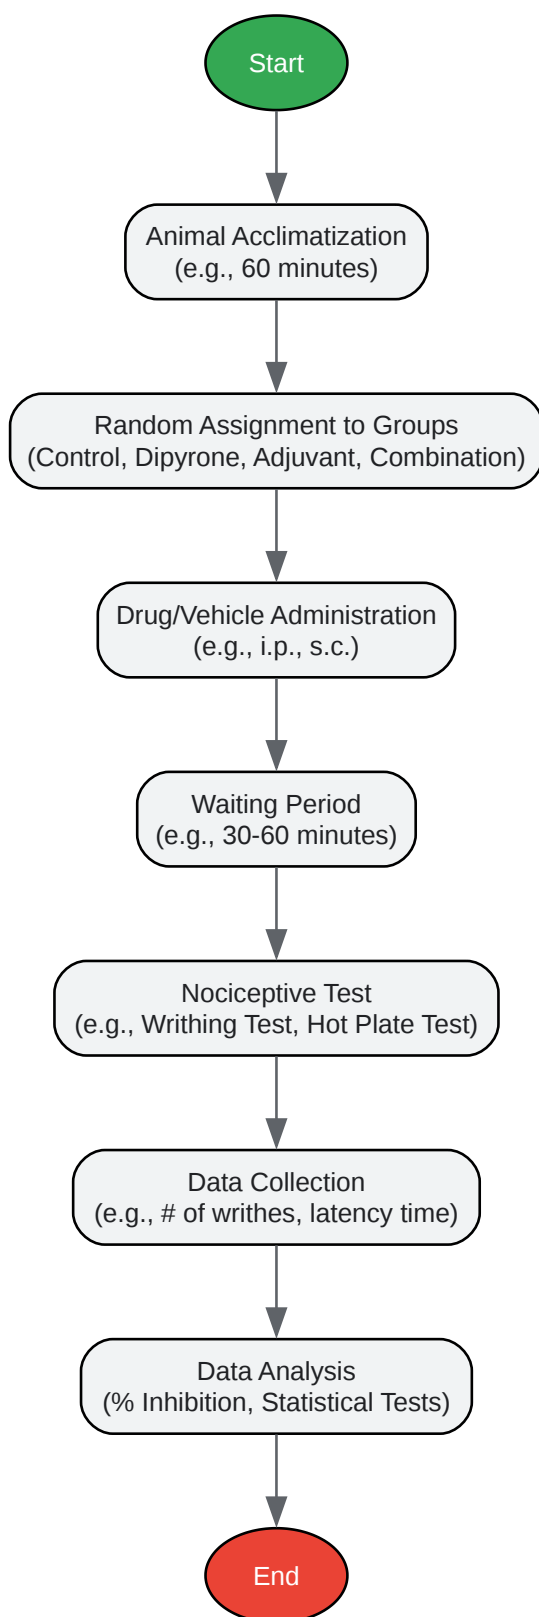 Start
Animal Acclimatization
(e.g., 60 minutes)
Random Assignment to Groups
(Control, Dipyrone, Adjuvant, Combination)
Drug/Vehicle Administration
(e.g., i.p., s.c.)
Waiting Period
(e.g., 30-60 minutes)
Nociceptive Test
(e.g., Writhing Test, Hot Plate Test)
Data Collection
(e.g., # of writhes, latency time)
Data Analysis
(% Inhibition, Statistical Tests)
End